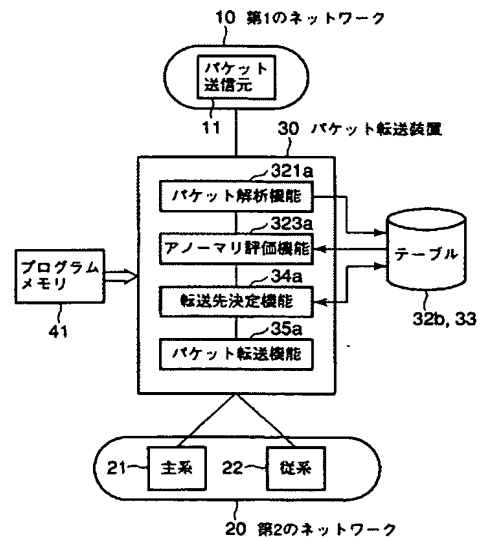 10 第1のネットワーク
パケット
送信元
11
30 パケット転送装置
321a
パケット解析機能
323a
アノーマリ評価機能
テーブル
プログラム
メモリ
34a
転送先決定機能
41
32b, 33
35a
パケット転送機能
21 主系
22 従系
20 第2のネットワーク